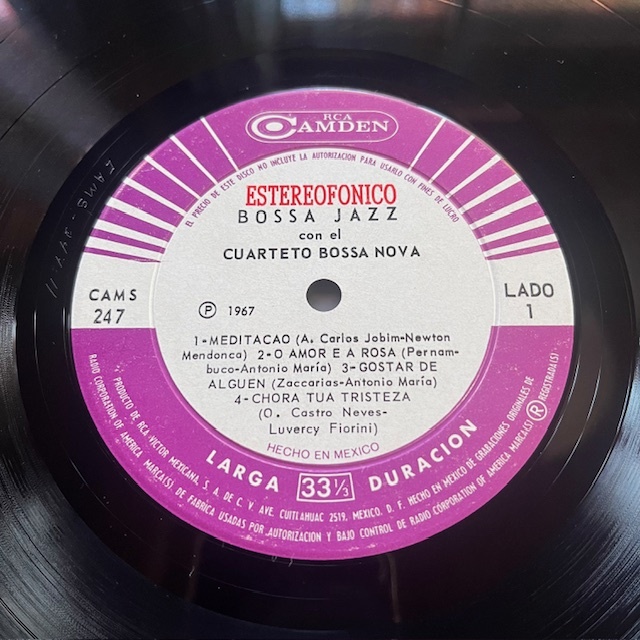 RCA
CAMDEN
EL PRECIO DE ESTE DISCO NO INCLUYE LA AUTORIZACION PARA USARLO CON FINES DE LUCRO
ESTEREOFONICO
BOSSA JAZZ
con el
CUARTETO BOSSA NOVA
CAMS
247
LADO
1
Ⓟ 1967
1-MEDITACAO (A. Carlos Jobim-Newton
Mendonca) 2-O AMOR E A ROSA (Pernam-
buco-Antonio María) 3-GOSTAR DE
ALGUEN (Zaccarias-Antonio María)
4-CHORA TUA TRISTEZA
(O. Castro Neves-
Luvercy Fiorini)
HECHO EN MEXICO
LARGA 33 1/3 DURACION
PRODUCTO DE RCA VICTOR MEXICANA, S. A. DE C. V. AVE. CUITLAHUAC 2519, MEXICO, D. F. HECHO EN MEXICO DE GRABACIONES ORIGINALES DE
RADIO CORPORATION OF AMERICA. MARCA(S) DE FABRICA USADAS POR AUTORIZACION Y BAJO CONTROL DE RADIO CORPORATION OF AMERICA MARCA(S) ® REGISTRADA(S)